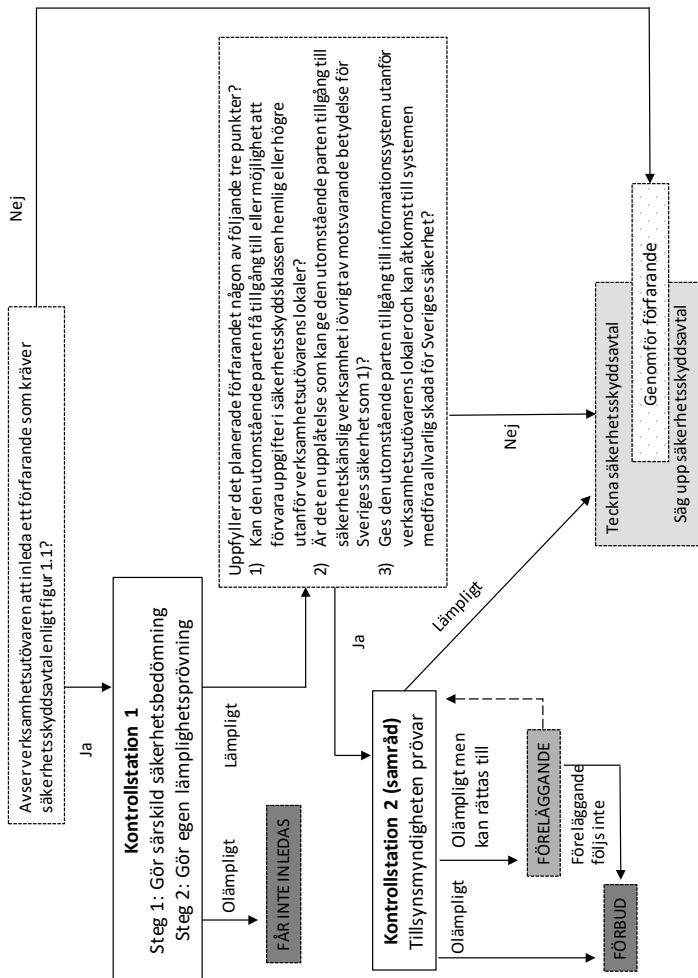 Avser verksamhetsutövaren att inleda ett förfarande som kräver
säkerhetsskyddsavtal enligt figur 1.1?
Nej
Ja
Kontrollstation 1
Steg 1: Gör särskild säkerhetsbedömning
Steg 2: Gör egen lämplighetsprövning
Olämpligt
Lämpligt
FÅR INTE INLEDAS
Uppfyller det planerade förfarandet någon av följande tre punkter?
1) Kan den utomstående parten få tillgång till eller möjlighet att
förvara uppgifter i säkerhetsskyddsklassen hemlig eller högre
utanför verksamhetsutövarens lokaler?
2) Är det en upplåtelse som kan ge den utomstående parten tillgång till
säkerhetskänslig verksamhet i övrigt av motsvarande betydelse för
Sveriges säkerhet som 1)?
3) Ges den utomstående parten tillgång till informationssystem utanför
verksamhetsutövarens lokaler och kan åtkomst till systemen
medföra allvarlig skada för Sveriges säkerhet?
Ja
Nej
Kontrollstation 2 (samråd)
Tillsynsmyndigheten prövar
Lämpligt
Olämpligt
Olämpligt men
kan rättas till
FÖRELÄGGANDE
Föreläggande
följs inte
FÖRBUD
Teckna säkerhetsskyddsavtal
Genomför förfarande
Säg upp säkerhetsskyddsavtal